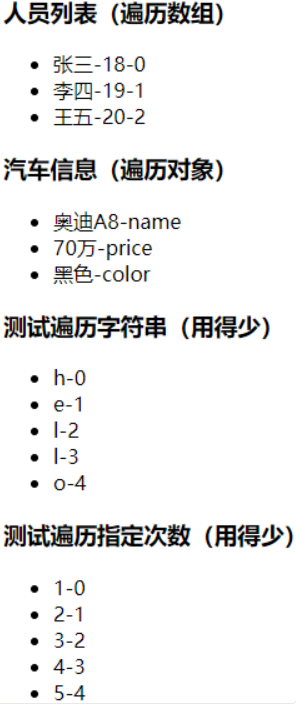 人员列表（遍历数组）
张三-18-0
李四-19-1
王五-20-2
汽车信息（遍历对象）
奥迪A8-name
70万-price
黑色-color
测试遍历字符串（用得少）
h-0
e-1
l-2
l-3
o-4
测试遍历指定次数（用得少）
1-0
2-1
3-2
4-3
5-4